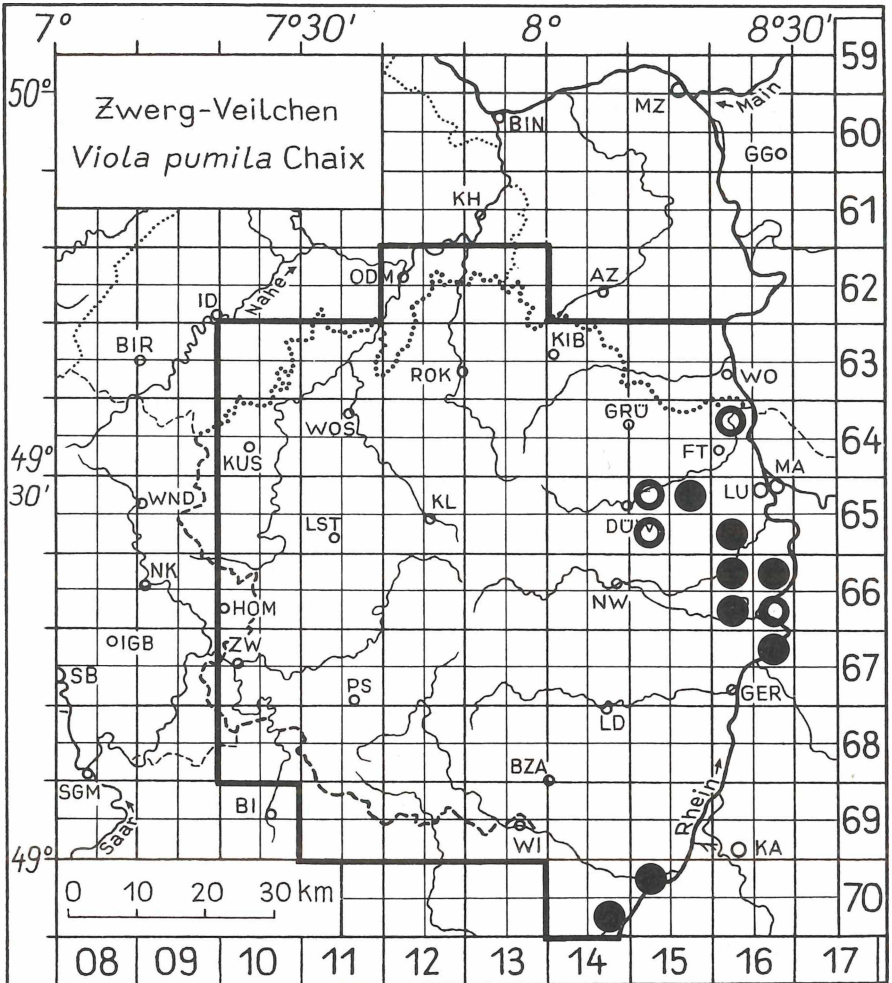 7° 7°30' 8° 8°30'
59
50°
Zwerg-Veilchen
Viola pumila Chaix
MZ
Main
BIN
60
GG
KH
61
ODM
AZ
62
Nahe
ID
KIB
BIR
63
ROK
WO
GRÜ
WOS
64
KUS
FT
49°
30'
MA
WND
LU
KL
DÜW
65
LST
NK
NW
66
HOM
IGB
ZW
67
SB
PS
GER
LD
68
BZA
SGM
BI
Rhein
69
Saar
WI
KA
49°
0 10 20 30 km
70
08 09 10 11 12 13 14 15 16 17